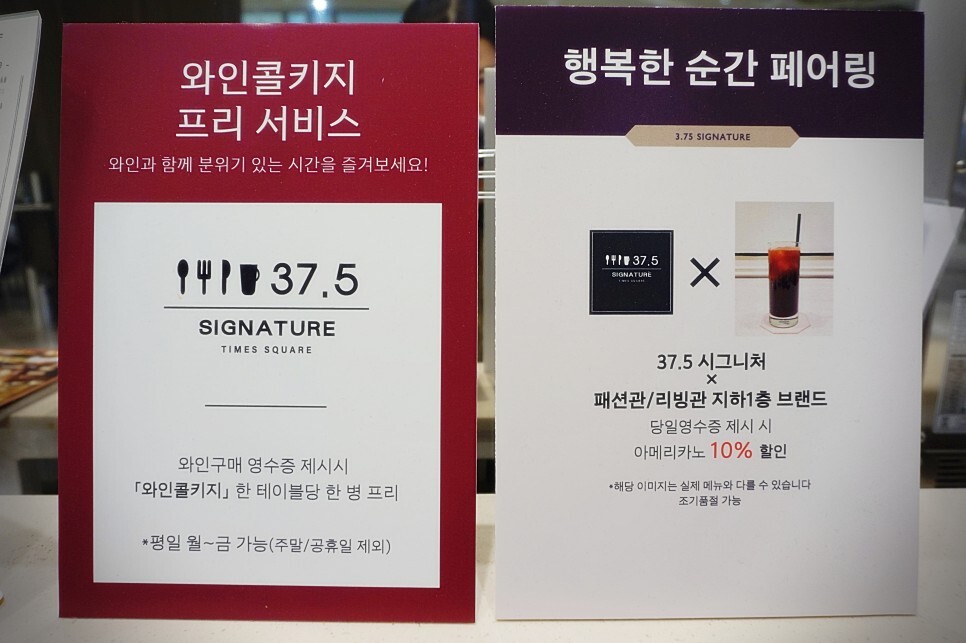 와인콜키지
프리 서비스
와인과 함께 분위기 있는 시간을 즐겨보세요!
37.5
SIGNATURE
TIMES SQUARE
와인구매 영수증 제시시
「와인콜키지」 한 테이블당 한 병 프리
*평일 월~금 가능(주말/공휴일 제외)
행복한 순간 페어링
3.75 SIGNATURE
37.5
SIGNATURE
TIMES SQUARE
×
37.5 시그니처
×
패션관/리빙관 지하1층 브랜드
당일영수증 제시 시
아메리카노 10% 할인
*해당 이미지는 실제 메뉴와 다를 수 있습니다
조기품절 가능